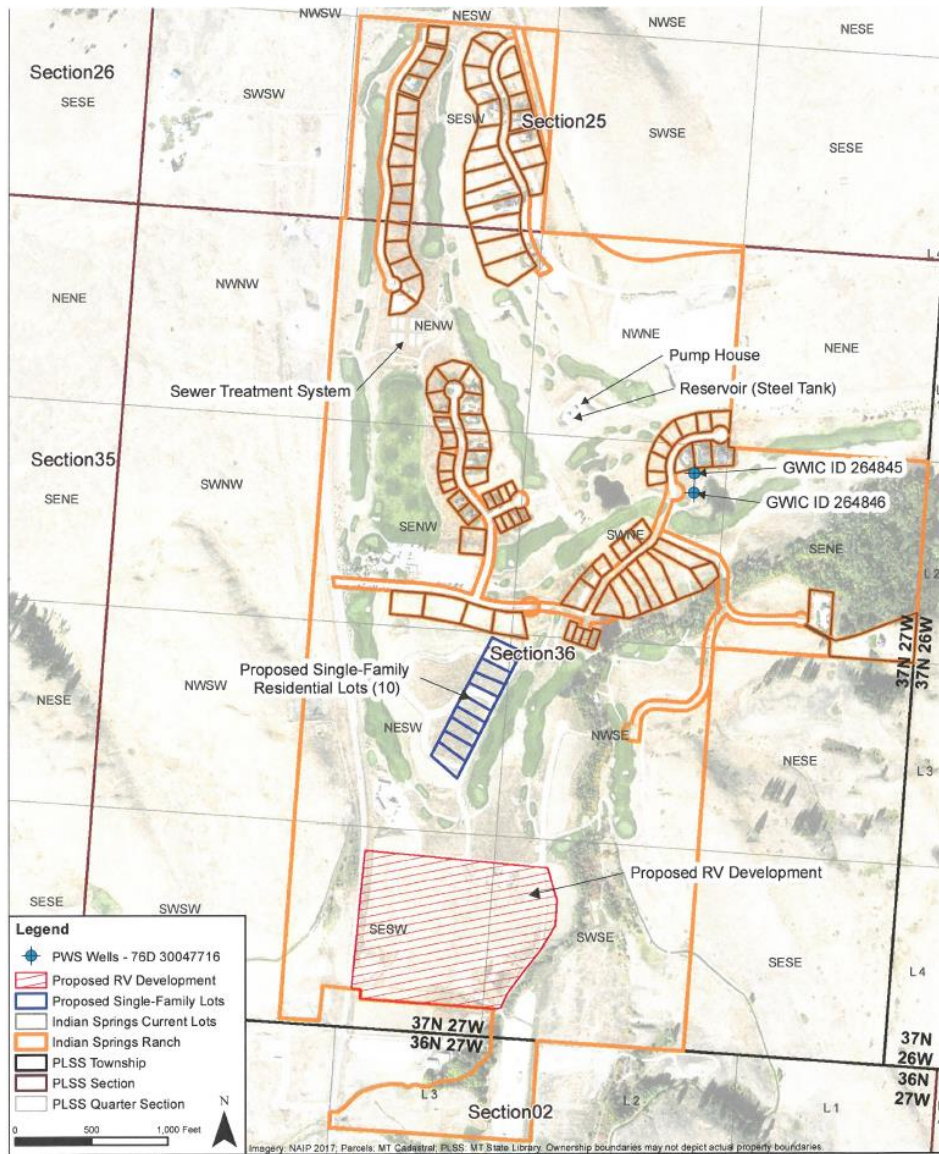 NWSW
NESW
NWSE
NESE
Section26
SESE
SWSW
SESW
Section25
SWSE
SESE
L 4
NENE
NWNW
NENW
NWNE
NENE
Pump House
Reservoir (Steel Tank)
Sewer Treatment System
Section35
SENE
SWNW
SENW
SWNE
GWIC ID 264845
GWIC ID 264846
SENE
L 2
37N 27W
37N 26W
Section36
Proposed Single-Family
Residential Lots (10)
NESE
NWSW
NESW
NWSE
NESE
L 3
Proposed RV Development
SESE
SWSW
SESW
SWSE
SESE
L 4
Legend
PWS Wells - 76D 30047716
Proposed RV Development
Proposed Single-Family Lots
Indian Springs Current Lots
Indian Springs Ranch
PLSS Township
PLSS Section
PLSS Quarter Section
N
0 500 1,000 Feet
37N 27W
36N 27W
37N
26W
36N
27W
L 3
Section02
L 2
L 1
Imagery: NAIP 2017; Parcels: MT Cadastral; PLSS: MT State Library. Ownership boundaries may not depict actual property boundaries.